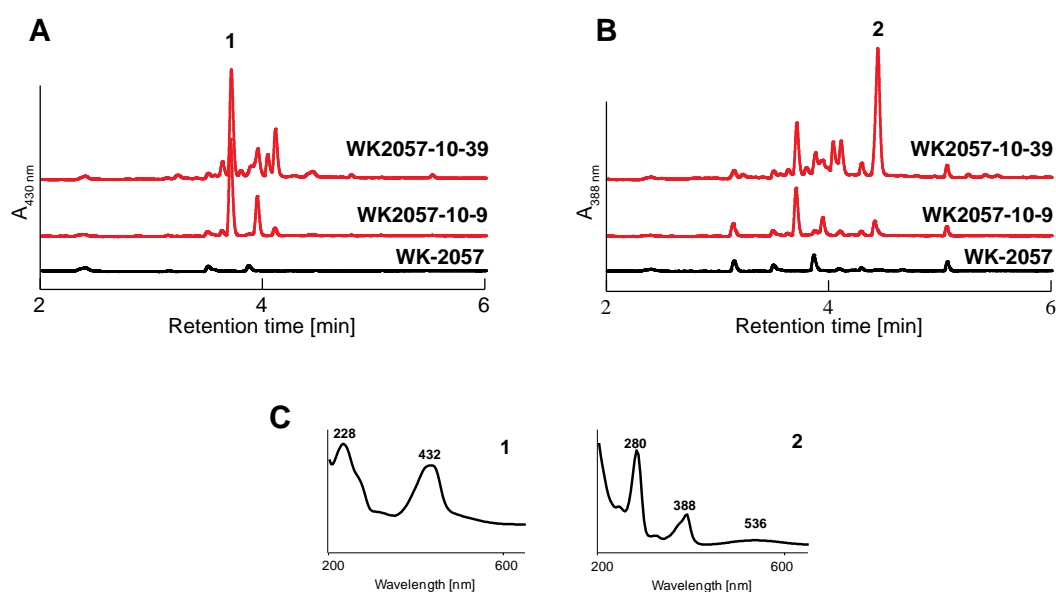 A
1
A430 nm
WK2057-10-39
WK2057-10-9
WK-2057
2 4 6
Retention time [min]
B
2
A388 nm
WK2057-10-39
WK2057-10-9
WK-2057
2 4 6
Retention time [min]
C
1
228
432
200 600
Wavelength [nm]
2
280
388
536
200 600
Wavelength [nm]